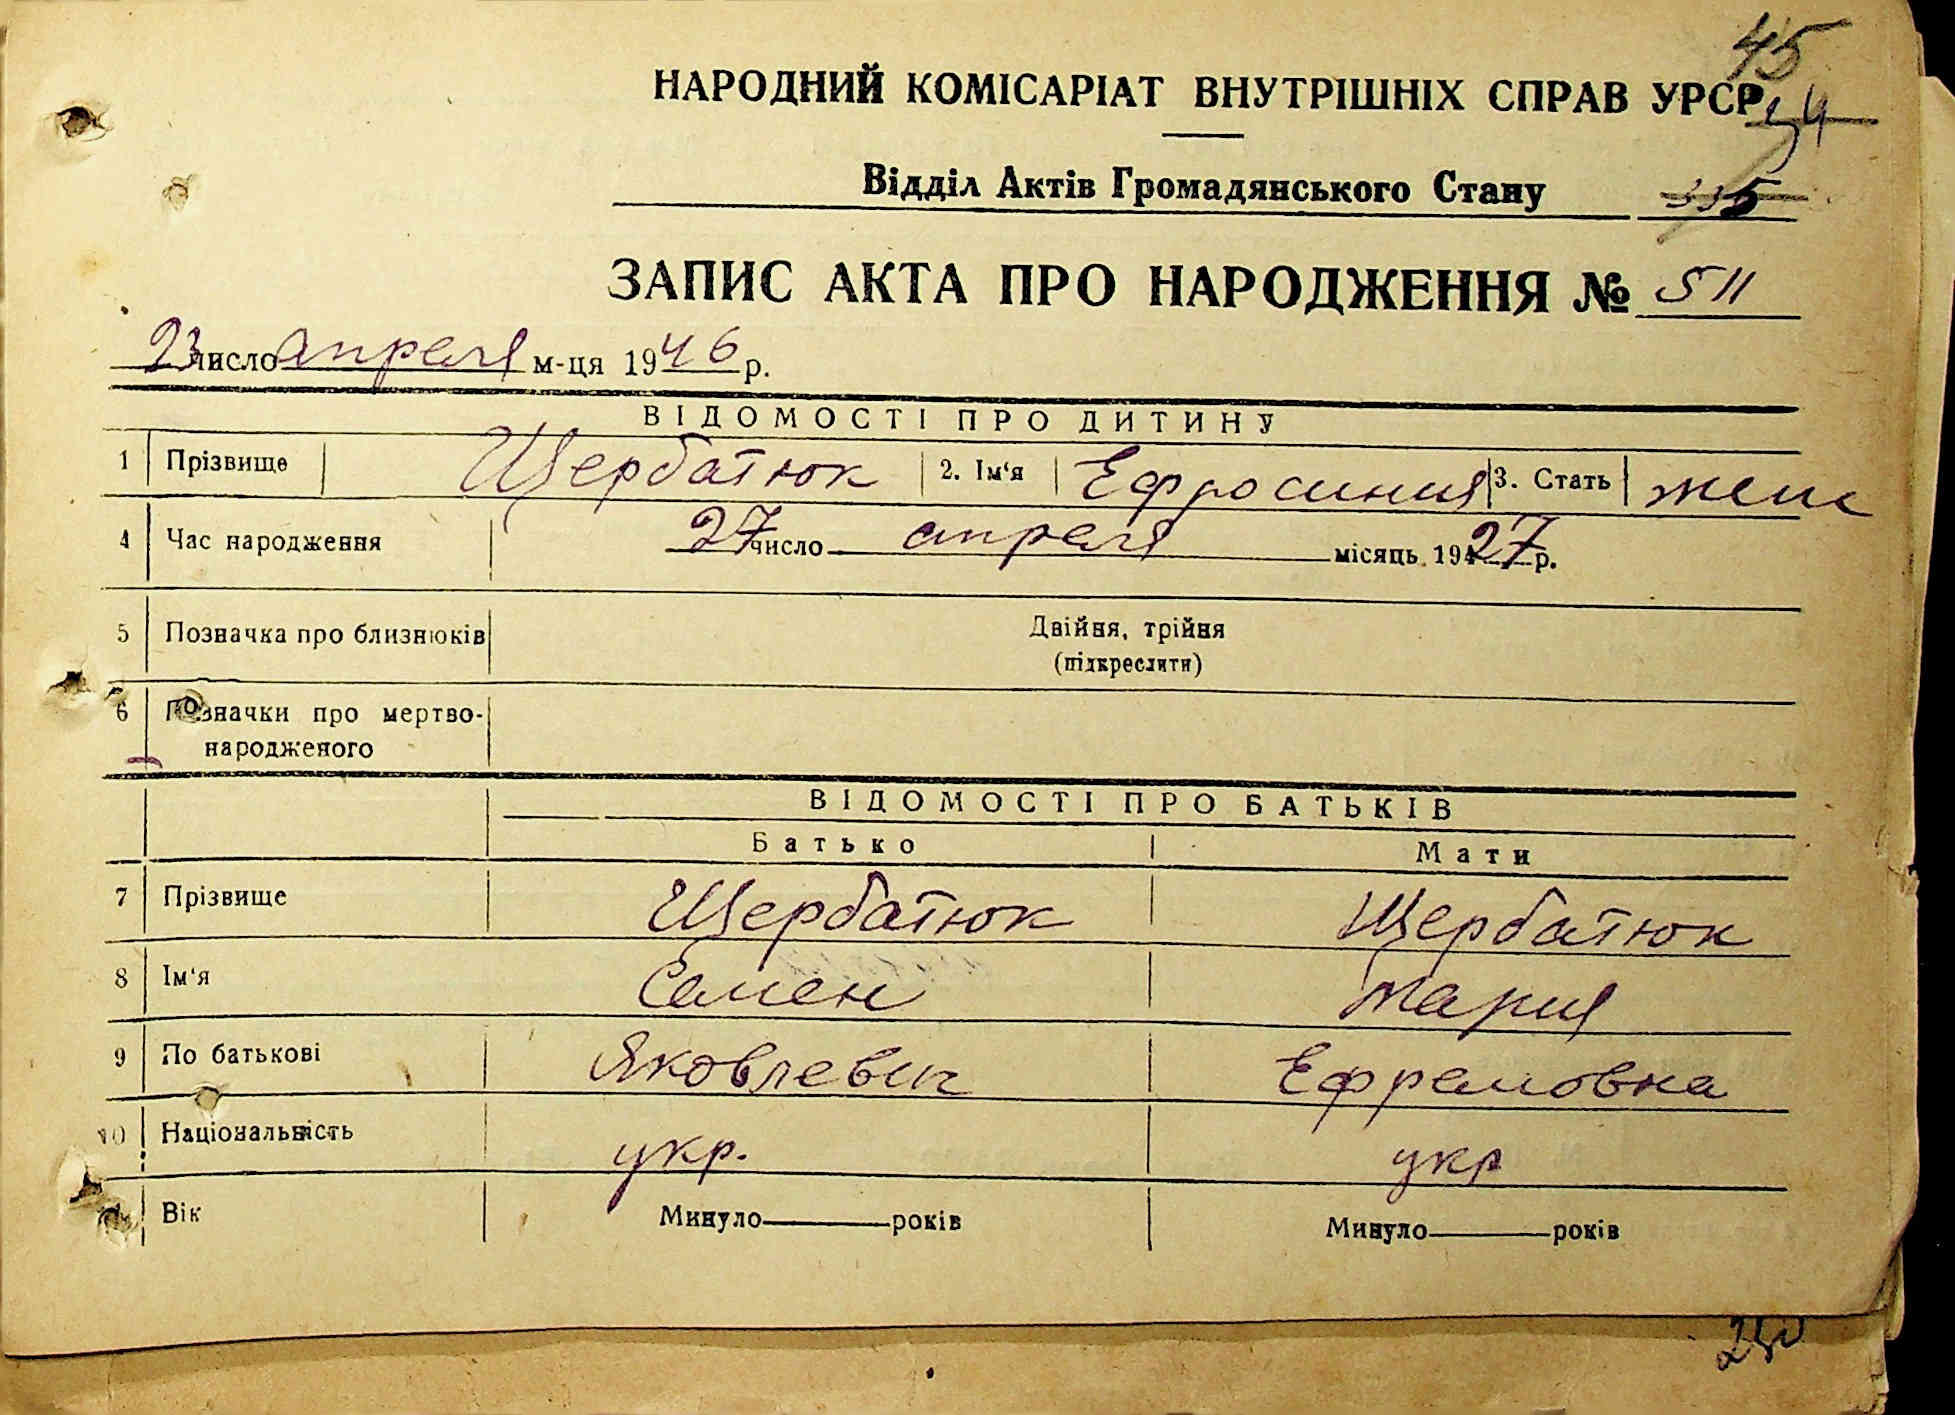 45
НАРОДНИЙ КОМІСАРІАТ ВНУТРІШНІХ СПРАВ УРСР
Відділ Актів Громадянського Стану
ЗАПИС АКТА ПРО НАРОДЖЕННЯ № 511
23 число апреля м-ця 1946 р.
ВІДОМОСТІ ПРО ДИТИНУ
1 Прізвище Щербатюк 2. Ім'я Ефросиния 3. Стать жен
4 Час народження 27 число апреля місяць 1927 р.
5 Позначка про близнюків Двійня, трійня
(підкреслити)
6 Позначки про мертво-
народженого
ВІДОМОСТІ ПРО БАТЬКІВ
Батько Мати
7 Прізвище Щербатюк Щербатюк
8 Ім'я Семен Мария
9 По батькові Яковлевич Ефремовна
10 Національність укр. укр
Вік Минуло років Минуло років